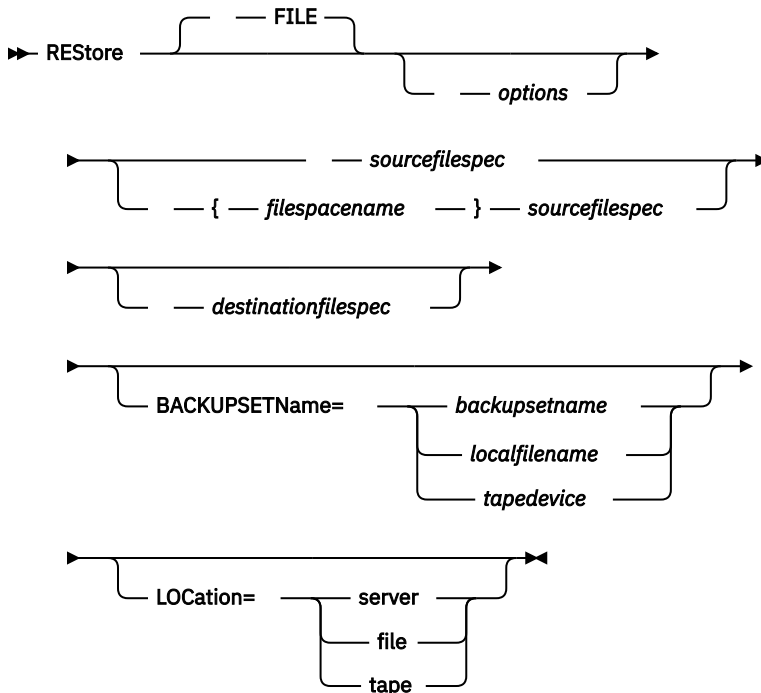 FILE
REStore
options
sourcefilespec
{ filespacename } sourcefilespec
destinationfilespec
BACKUPSETName= backupsetname
localfilename
tapedevice
LOCation= server
file
tape